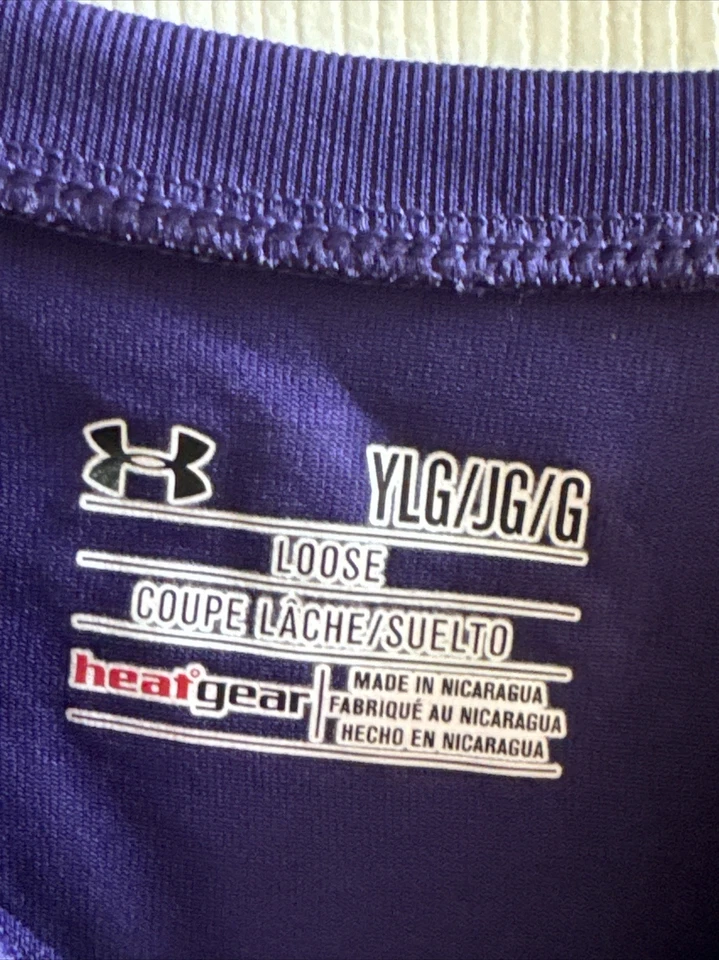 YLG/JG/G
LOOSE
COUPE LÂCHE/SUELTO
heatgear
MADE IN NICARAGUA
FABRIQUÉ AU NICARAGUA
HECHO EN NICARAGUA